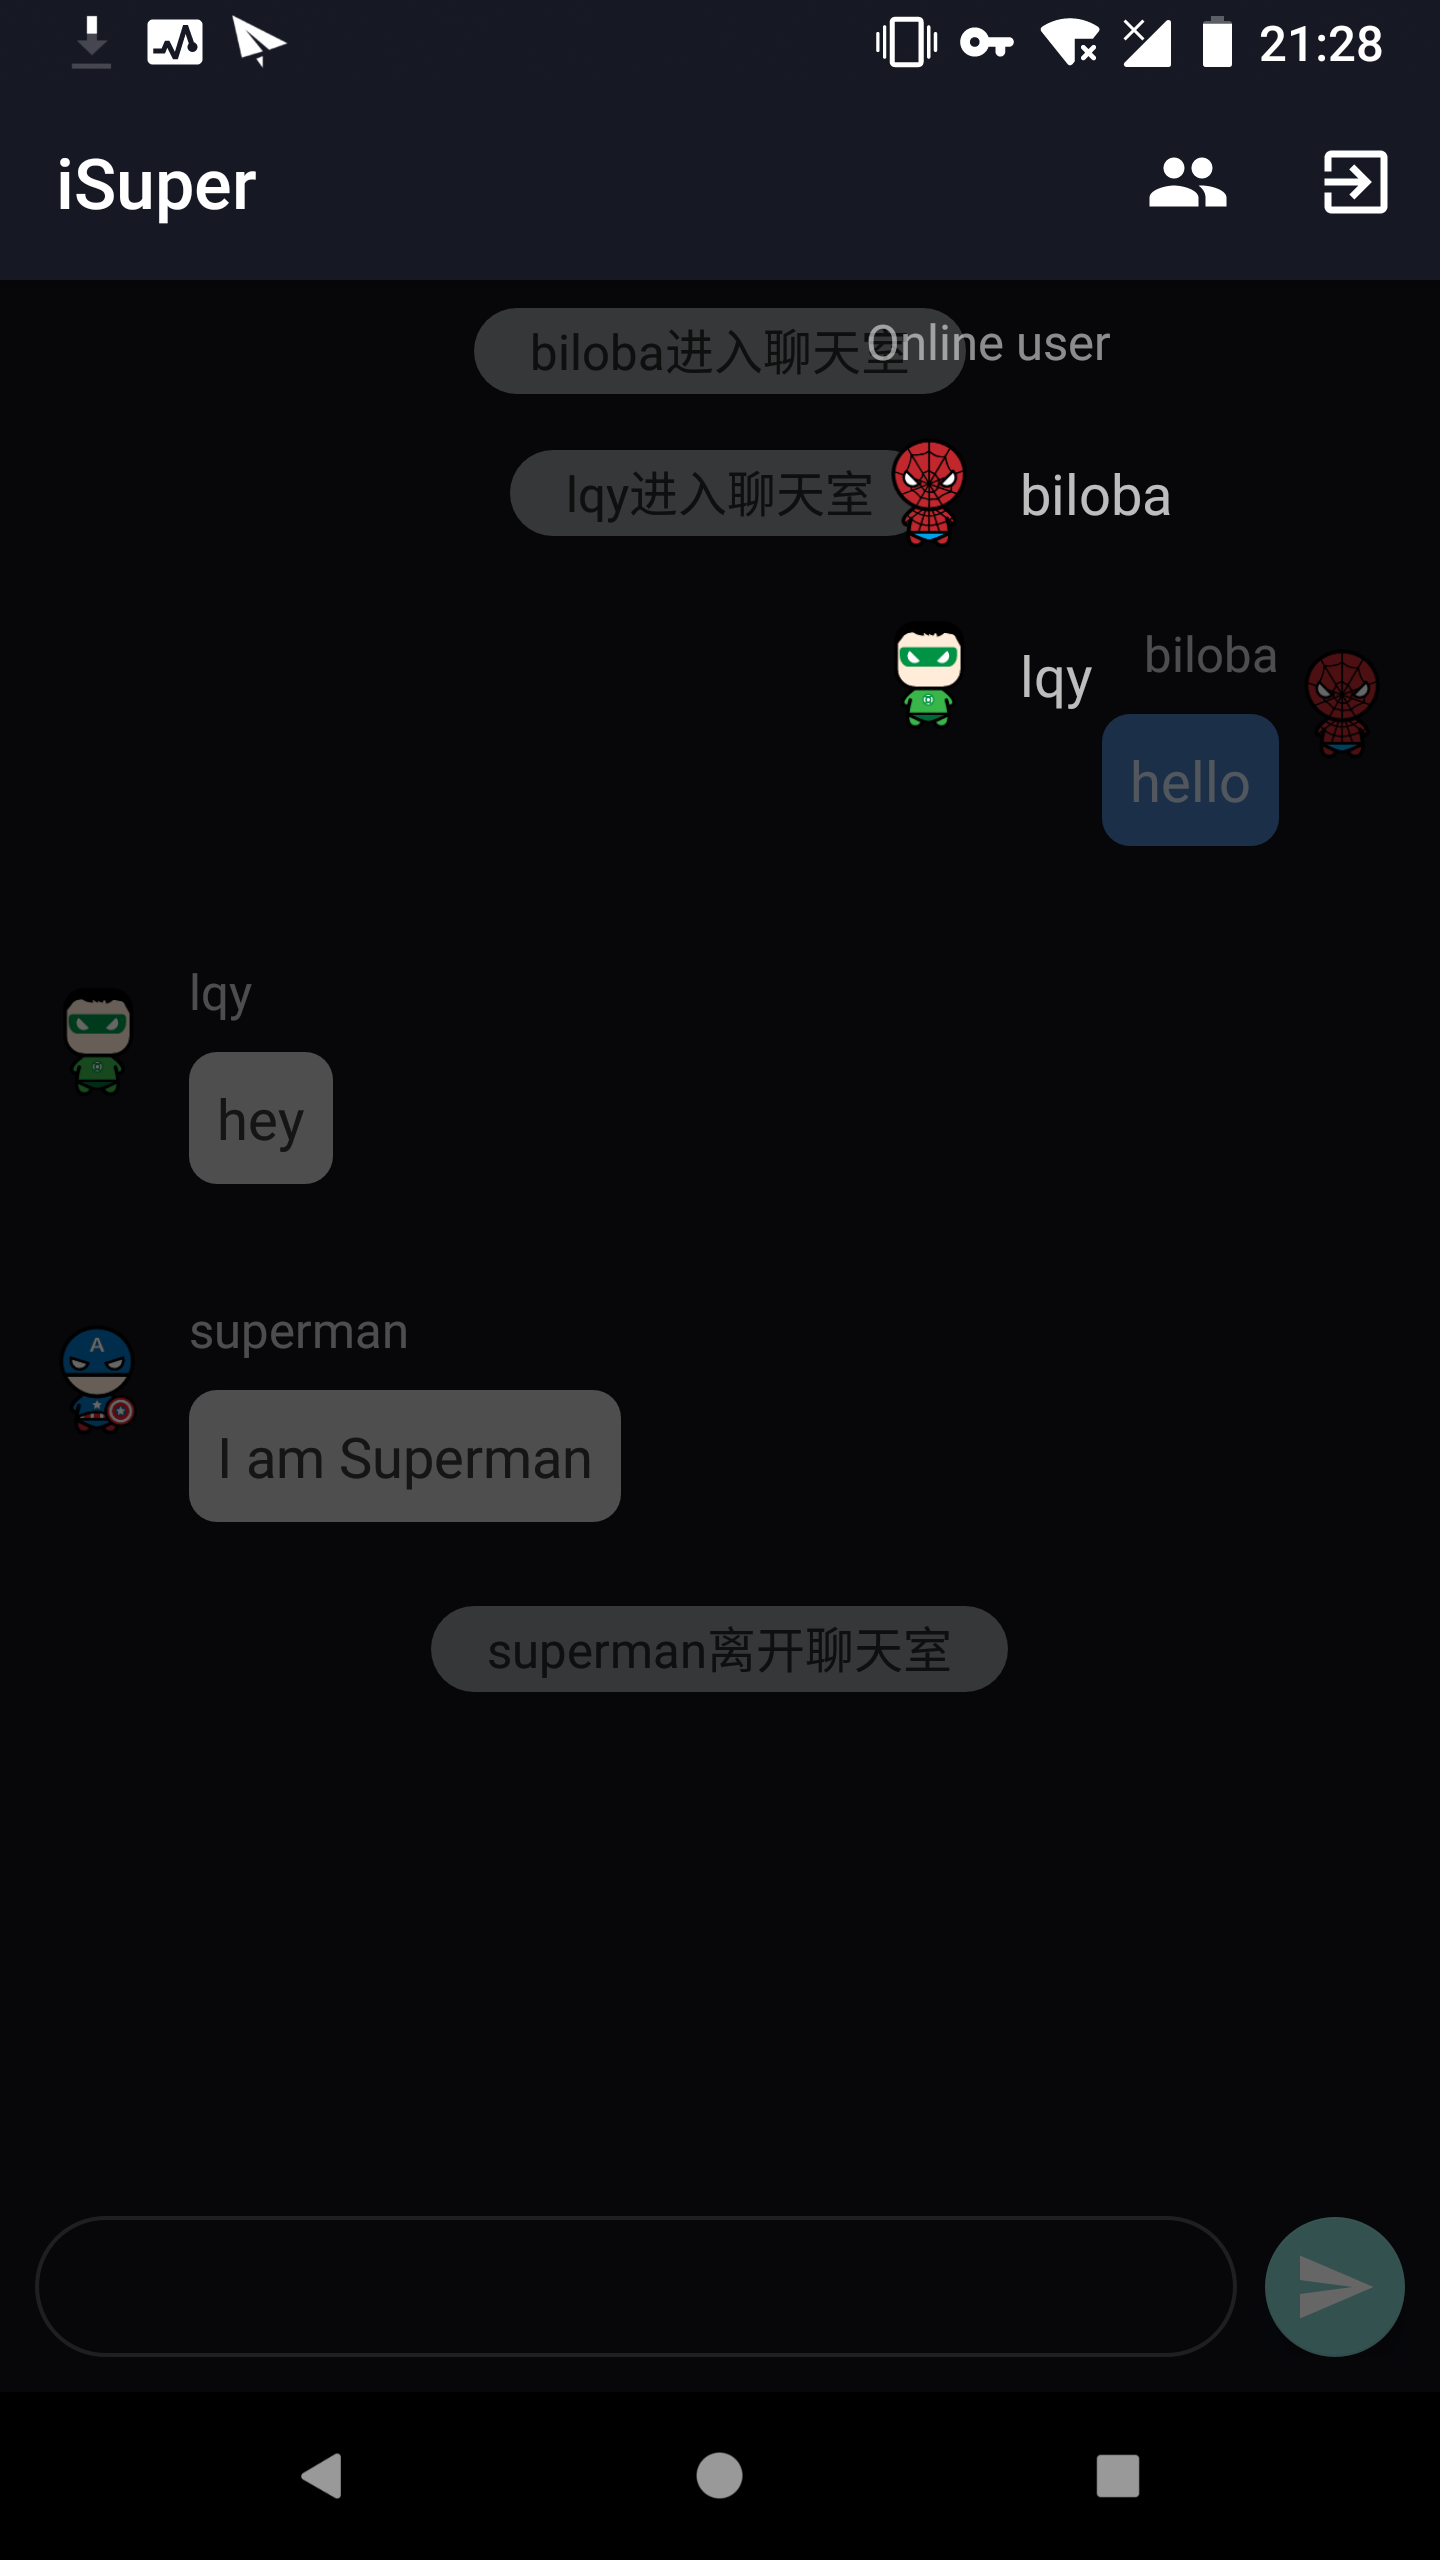 21:28
iSuper
biloba进入聊天室
Online user
lqy进入聊天室
biloba
lqy
biloba
hello
lqy
hey
superman
A
I am Superman
superman离开聊天室